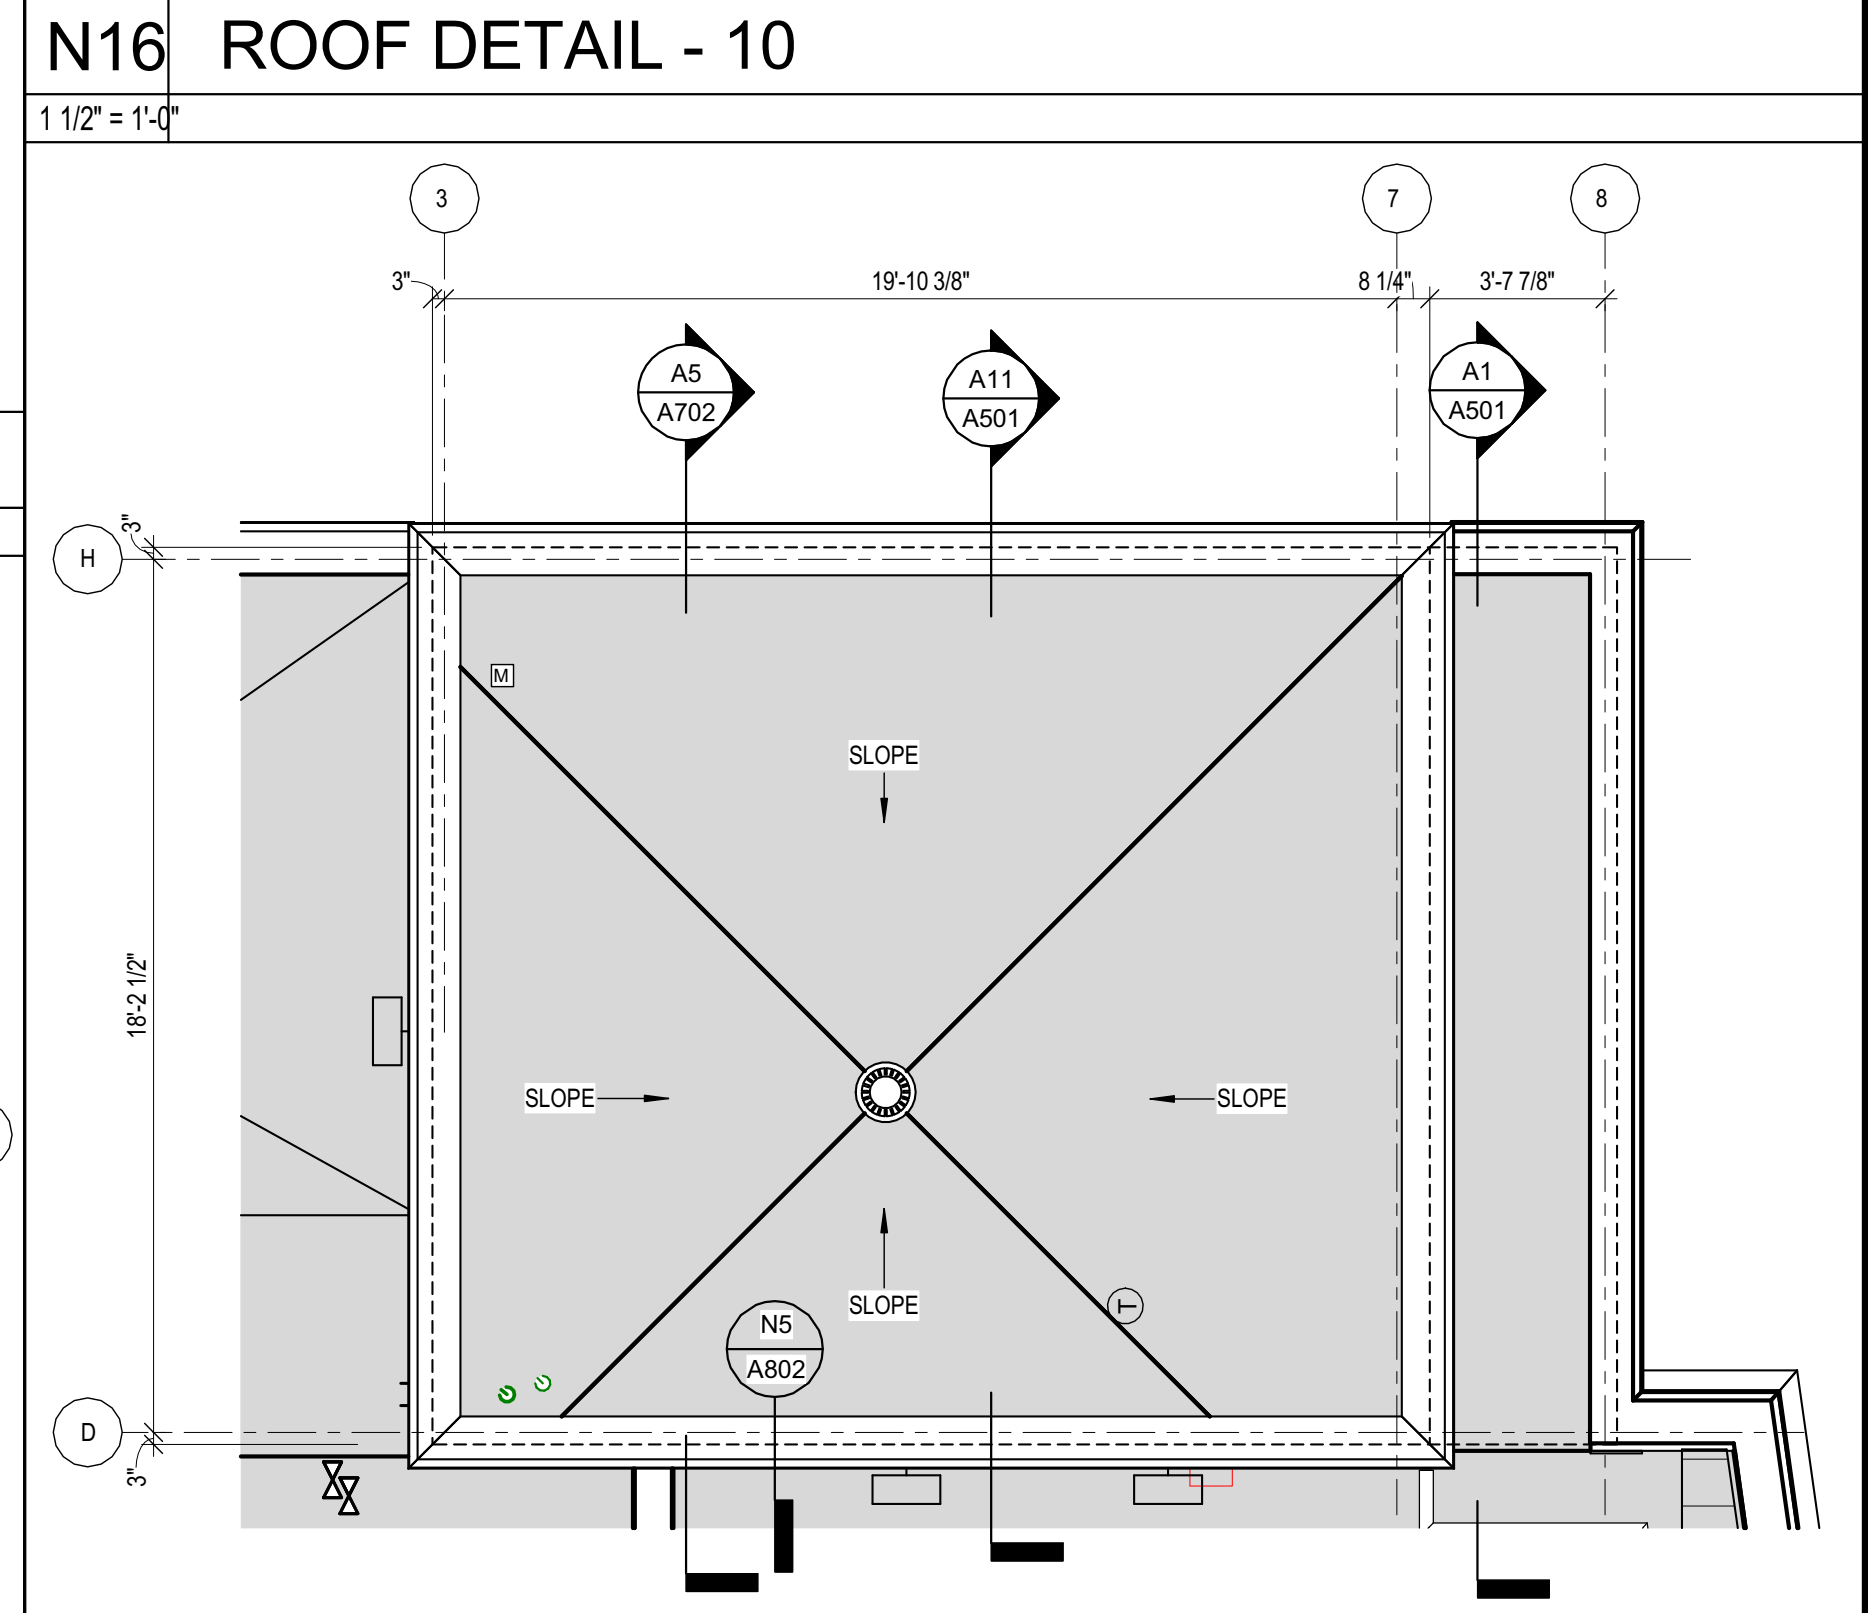 N16 ROOF DETAIL - 10
1 1/2" = 1'-0"
3 7 8
3" 19'-10 3/8" 8 1/4" 3'-7 7/8"
A5
A702
A11
A501
A1
A501
3"
H
M
SLOPE
18'-2 1/2"
SLOPE SLOPE
SLOPE
T
N5
A802
D
3"